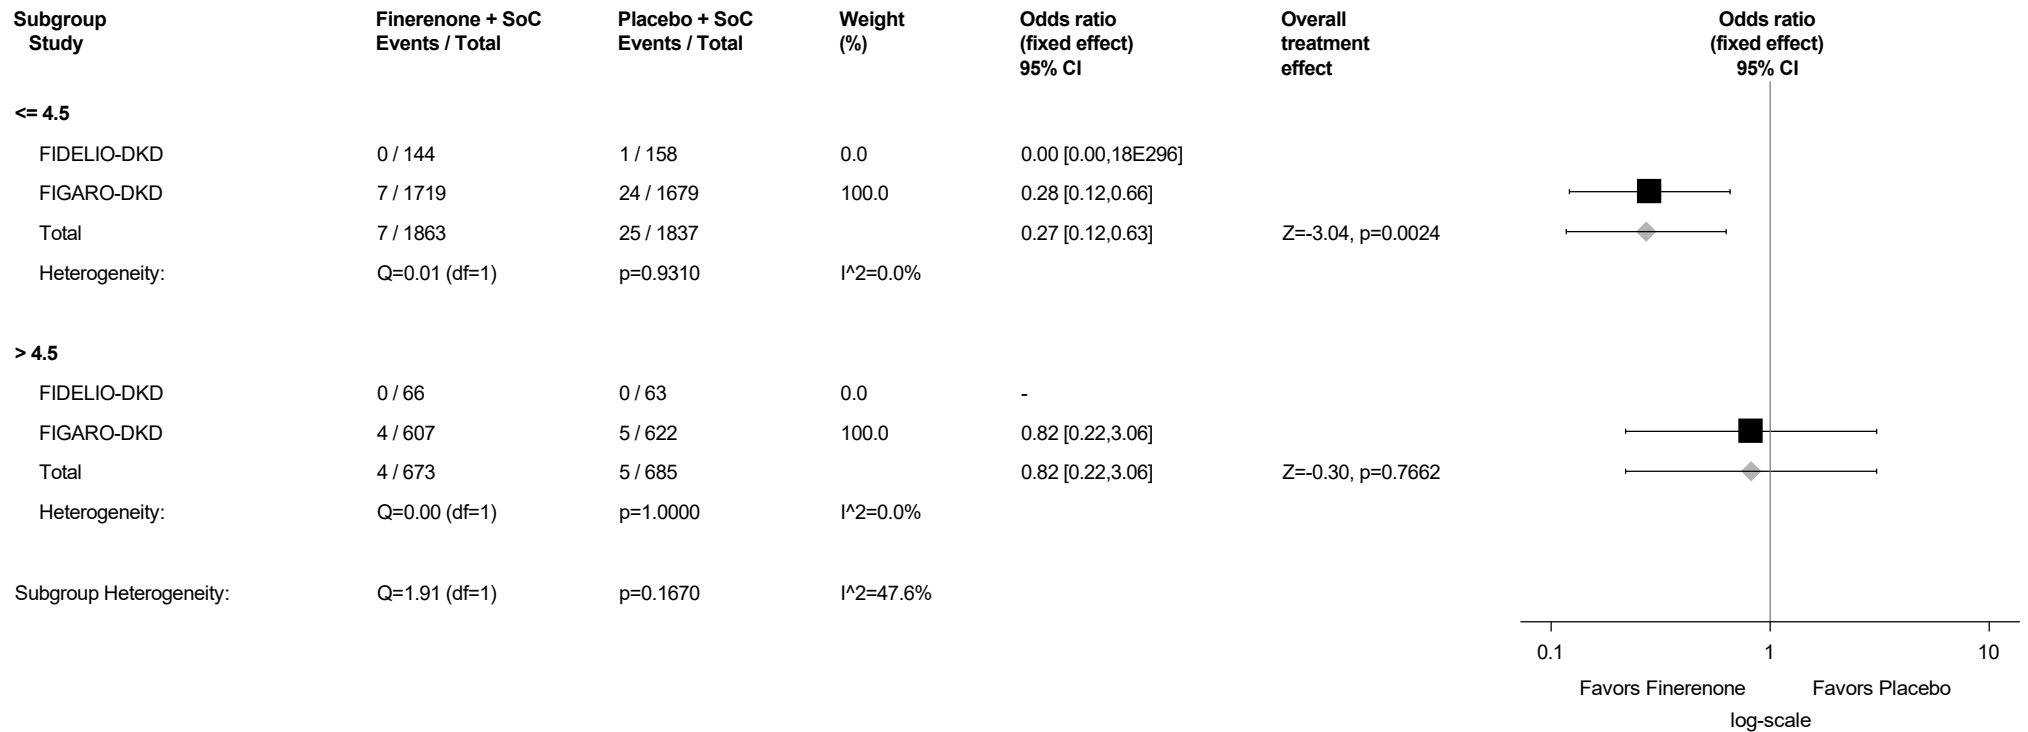 Subgroup Finerenone + SoC Placebo + SoC Weight Odds ratio Overall Odds ratio
Study Events / Total Events / Total (%) (fixed effect) treatment (fixed effect)
95% CI effect 95% CI
<= 4.5
FIDELIO-DKD 0 / 144 1 / 158 0.0 0.00 [0.00,18E296]
FIGARO-DKD 7 / 1719 24 / 1679 100.0 0.28 [0.12,0.66]
Total 7 / 1863 25 / 1837 0.27 [0.12,0.63] Z=-3.04, p=0.0024
Heterogeneity: Q=0.01 (df=1) p=0.9310 I^2=0.0%
> 4.5
FIDELIO-DKD 0 / 66 0 / 63 0.0 -
FIGARO-DKD 4 / 607 5 / 622 100.0 0.82 [0.22,3.06]
Total 4 / 673 5 / 685 0.82 [0.22,3.06] Z=-0.30, p=0.7662
Heterogeneity: Q=0.00 (df=1) p=1.0000 I^2=0.0%
Subgroup Heterogeneity: Q=1.91 (df=1) p=0.1670 I^2=47.6%
0.1 1 10
Favors Finerenone Favors Placebo
log-scale